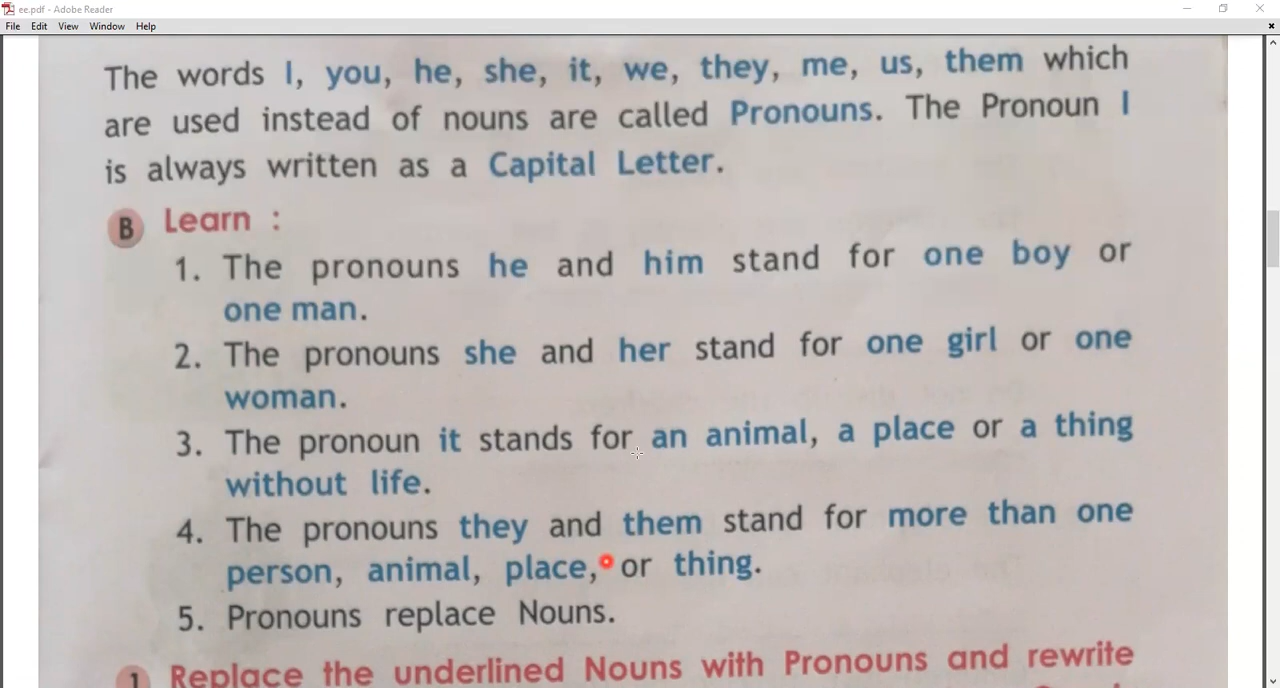 ee.pdf - Adobe Reader
File Edit View Window Help
The words I, you, he, she, it, we, they, me, us, them which
are used instead of nouns are called Pronouns. The Pronoun I
is always written as a Capital Letter.
B Learn :
1. The pronouns he and him stand for one boy or
one man.
2. The pronouns she and her stand for one girl or one
woman.
3. The pronoun it stands for an animal, a place or a thing
without life.
4. The pronouns they and them stand for more than one
person, animal, place, or thing.
5. Pronouns replace Nouns.
1 Replace the underlined Nouns with Pronouns and rewrite